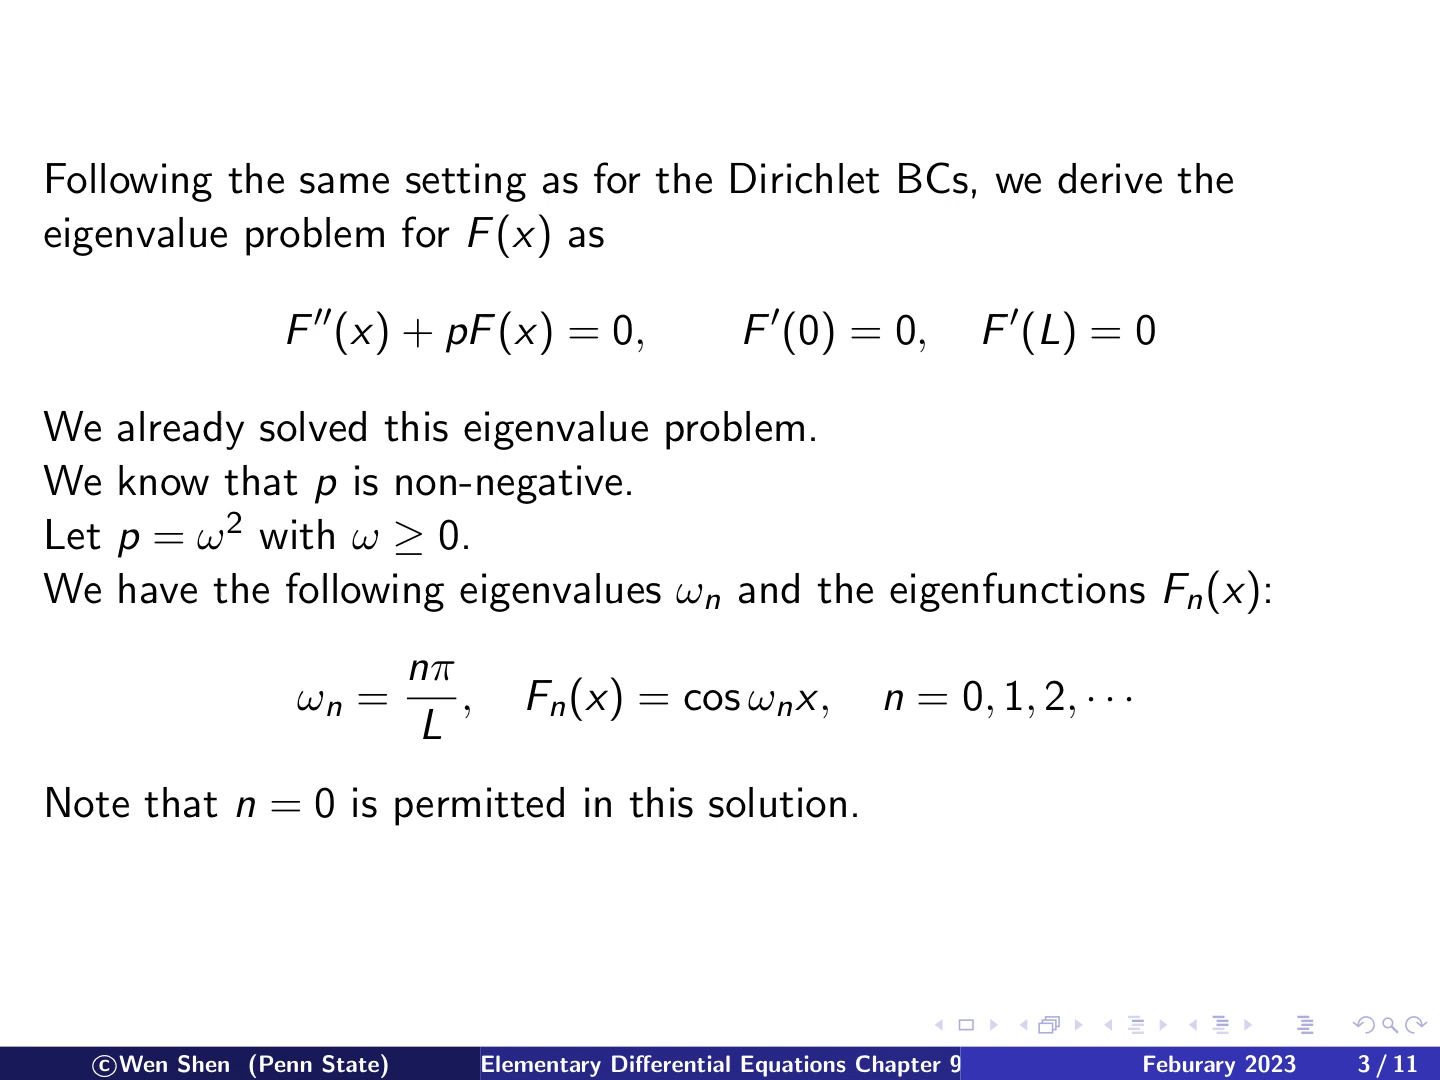 Following the same setting as for the Dirichlet BCs, we derive the
eigenvalue problem for F(x) as
F″(x) + pF(x) = 0, F′(0) = 0, F′(L) = 0
We already solved this eigenvalue problem.
We know that p is non-negative.
Let p = ω² with ω ≥ 0.
We have the following eigenvalues ωₙ and the eigenfunctions Fₙ(x):
ωₙ = nπ/L, Fₙ(x) = cos ωₙx, n = 0, 1, 2, ⋯
Note that n = 0 is permitted in this solution.
©Wen Shen (Penn State) Elementary Differential Equations Chapter 9 Feburary 2023 3 / 11